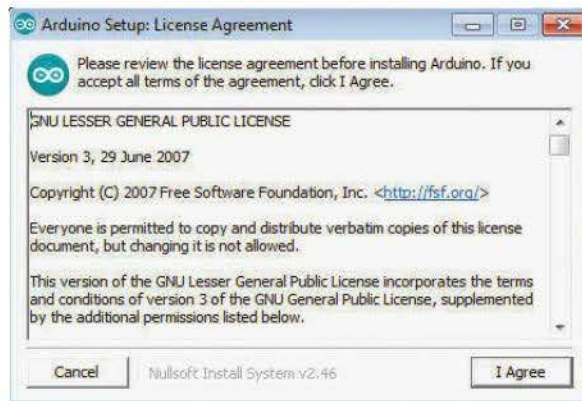 Arduino Setup: License Agreement
Please review the license agreement before installing Arduino. If you
accept all terms of the agreement, click I Agree.
GNU LESSER GENERAL PUBLIC LICENSE
Version 3, 29 June 2007
Copyright (C) 2007 Free Software Foundation, Inc. <http://fsf.org/>
Everyone is permitted to copy and distribute verbatim copies of this license
document, but changing it is not allowed.
This version of the GNU Lesser General Public License incorporates the terms
and conditions of version 3 of the GNU General Public License, supplemented
by the additional permissions listed below.
Cancel Nullsoft Install System v2.46 I Agree